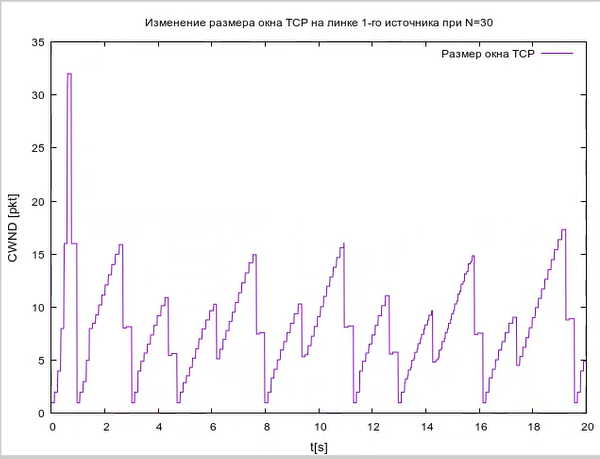 Изменение размера окна TCP на линке 1-го источника при N=30
Размер окна TCP
35
30
25
20
15
10
5
0
CWND [pkt]
0 2 4 6 8 10 12 14 16 18 20
t[s]